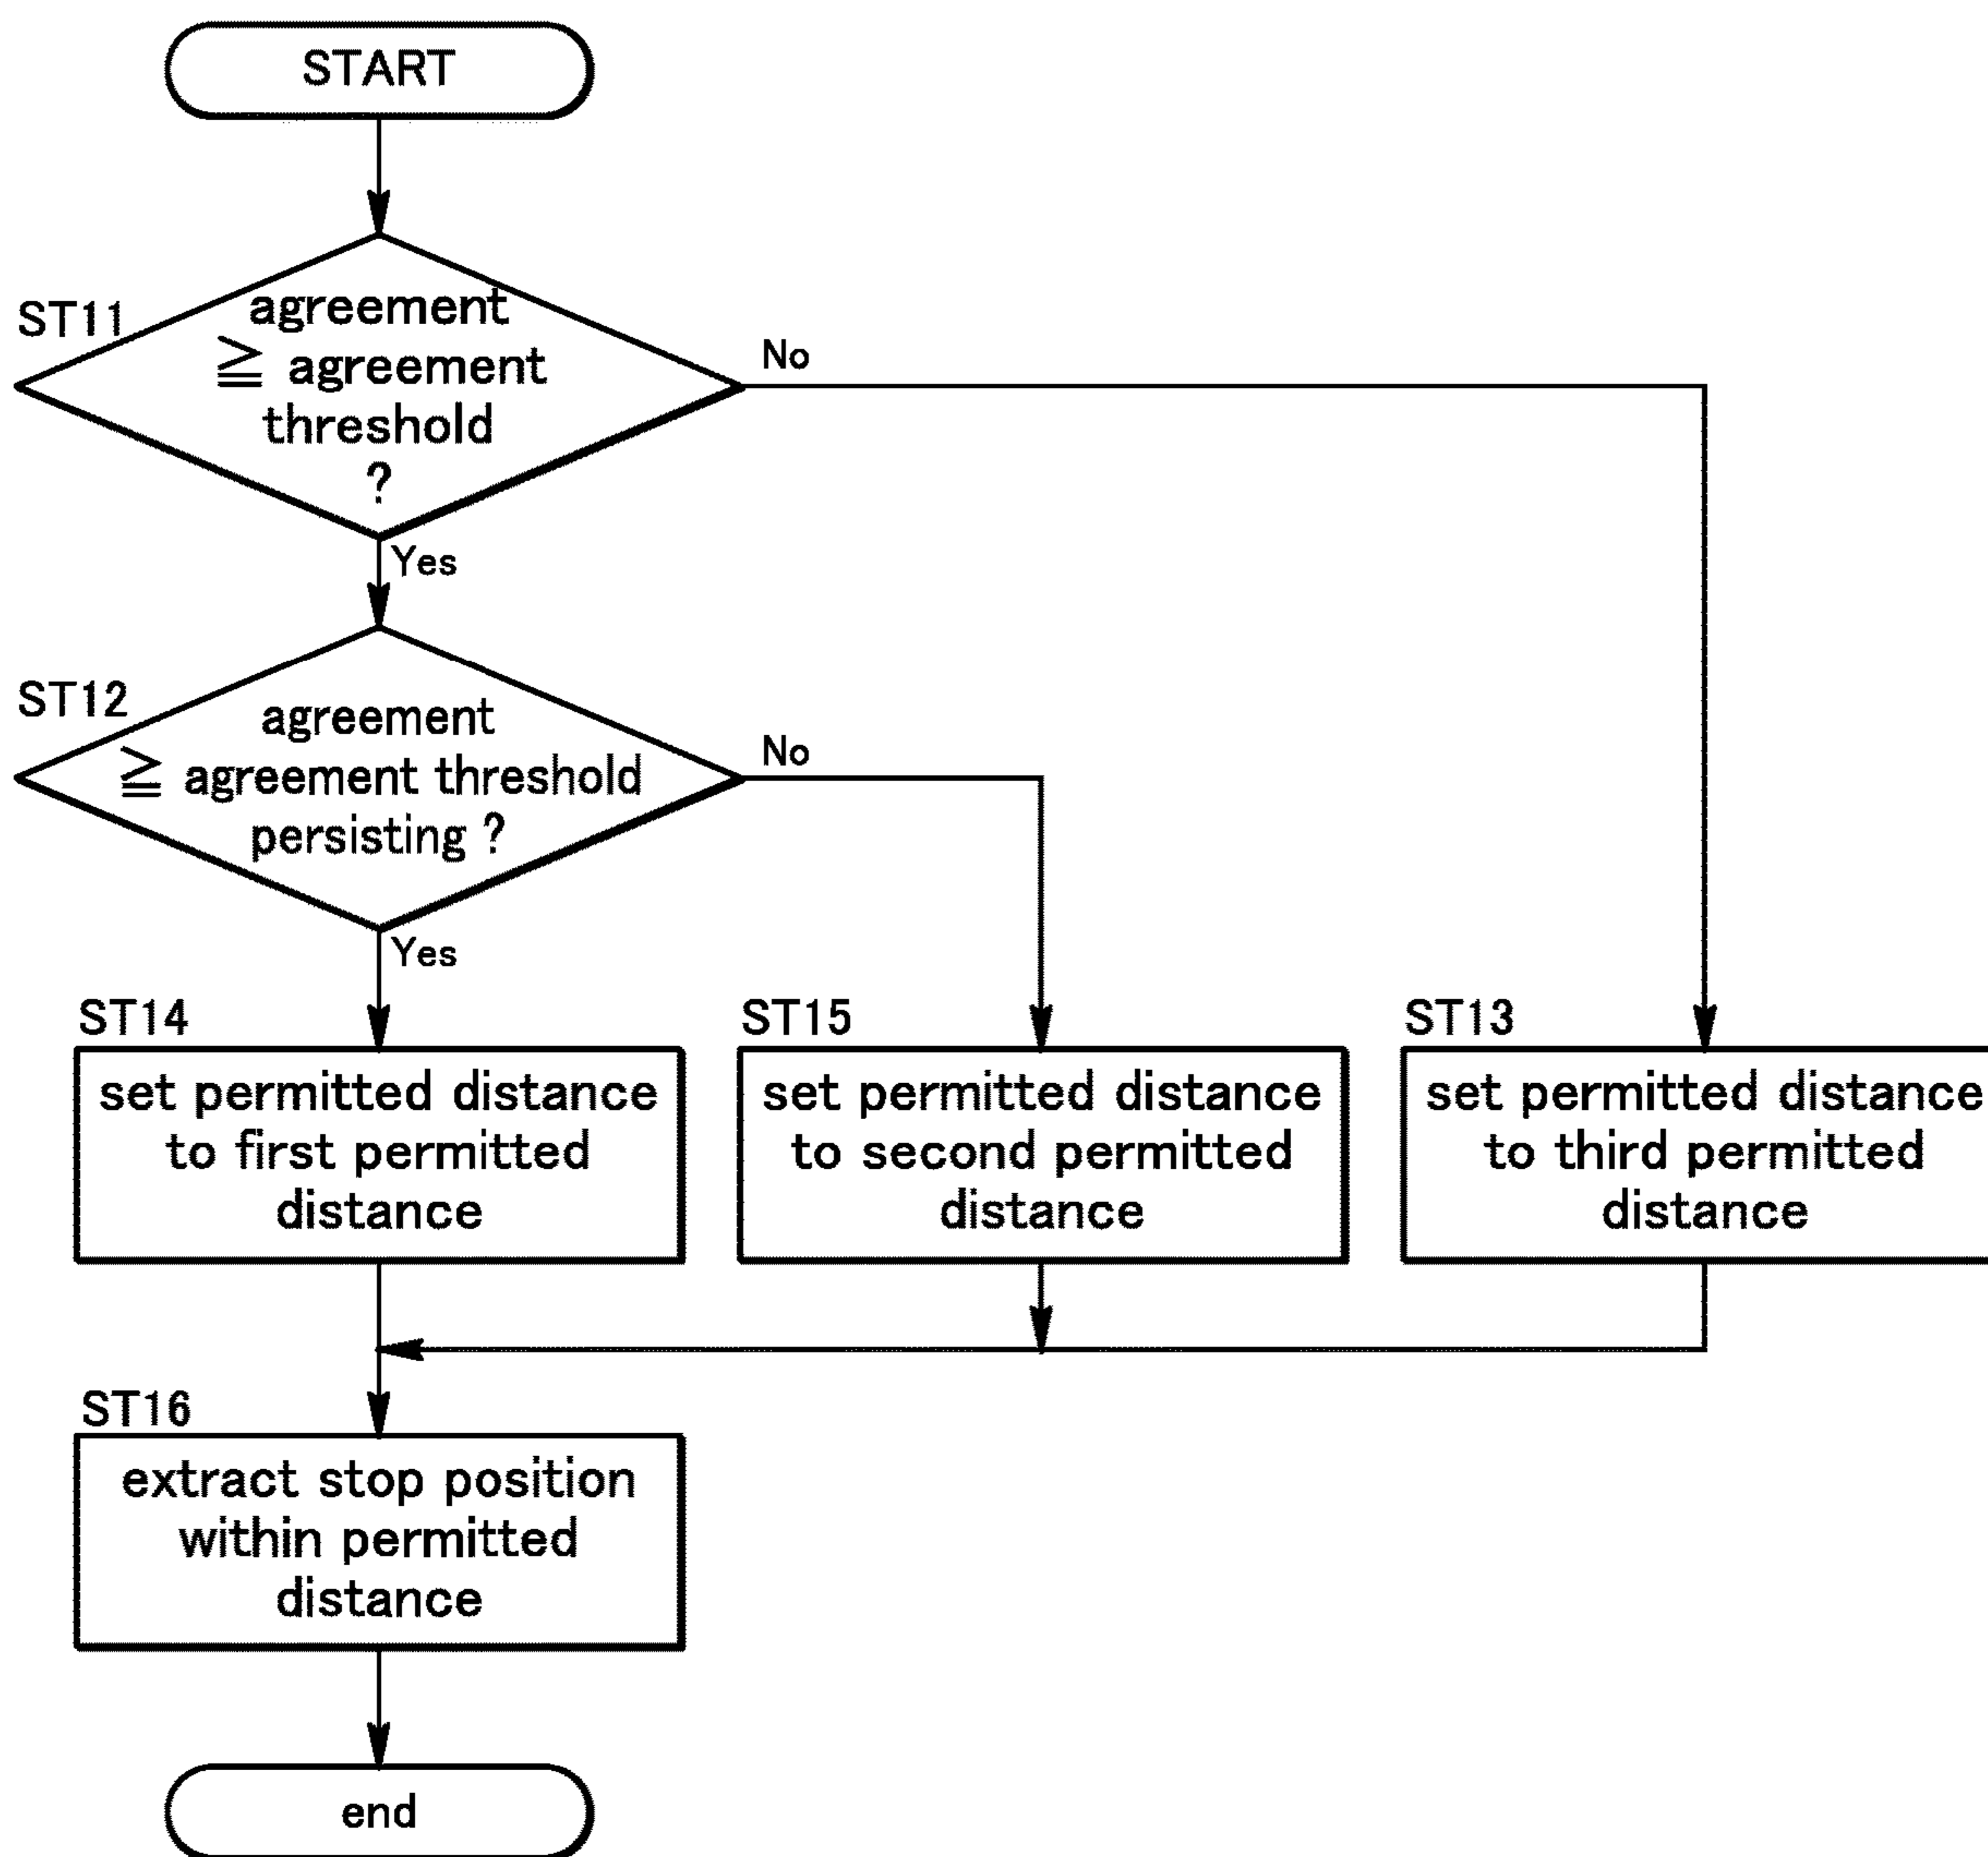 START
ST11
agreement
≧ agreement
threshold
?
No
Yes
ST12
agreement
≧ agreement threshold
persisting ?
No
Yes
ST14
set permitted distance
to first permitted
distance
ST15
set permitted distance
to second permitted
distance
ST13
set permitted distance
to third permitted
distance
ST16
extract stop position
within permitted
distance
end